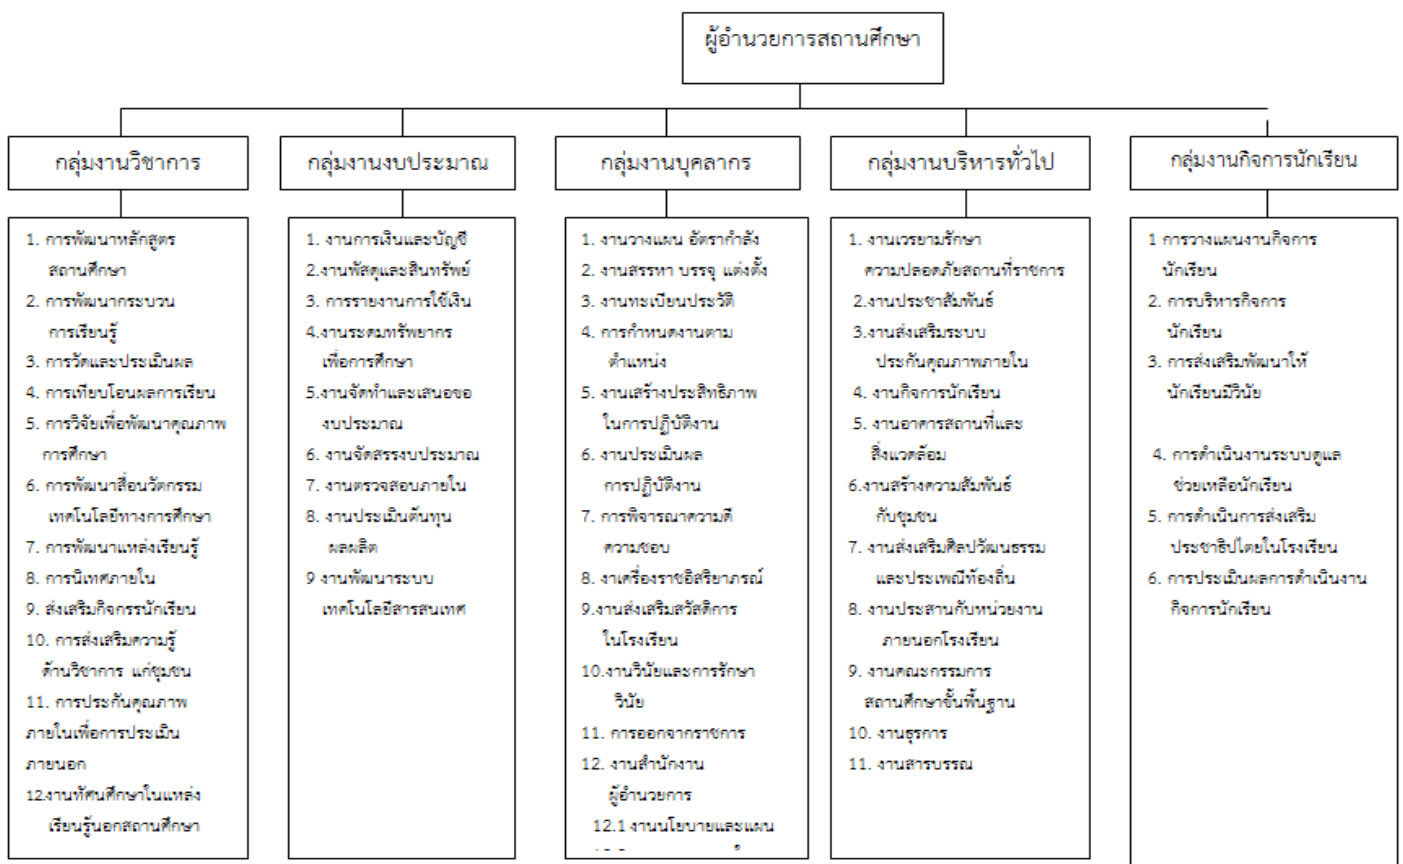 ผู้อำนวยการสถานศึกษา
กลุ่มงานวิชาการ
1. การพัฒนาหลักสูตร
สถานศึกษา
2. การพัฒนากระบวน
การเรียนรู้
3. การวัดและประเมินผล
4. การเทียบโอนผลการเรียน
5. การวิจัยเพื่อพัฒนาคุณภาพ
การศึกษา
6. การพัฒนาสื่อนวัตกรรม
เทคโนโลยีทางการศึกษา
7. การพัฒนาแหล่งเรียนรู้
8. การนิเทศภายใน
9. ส่งเสริมกิจกรรนักเรียน
10. การส่งเสริมความรู้
ด้านวิชาการ แก่ชุมชน
11. การประกันคุณภาพ
ภายในเพื่อการประเมิน
ภายนอก
12.งานทัศนศึกษาในแหล่ง
เรียนรู้นอกสถานศึกษา
กลุ่มงานงบประมาณ
1. งานการเงินและบัญชี
2.งานพัสดุและสินทรัพย์
3. การรายงานการใช้เงิน
4.งานระดมทรัพยากร
เพื่อการศึกษา
5.งานจัดทำและเสนอขอ
งบประมาณ
6. งานจัดสรรงบประมาณ
7. งานตรวจสอบภายใน
8. งานประเมินต้นทุน
ผลผลิต
9 งานพัฒนาระบบ
เทคโนโลยีสารสนเทศ
กลุ่มงานบุคลากร
1. งานวางแผน อัตรากำลัง
2. งานสรรหา บรรจุ แต่งตั้ง
3. งานทะเบียนประวัติ
4. การกำหนดงานตาม
ตำแหน่ง
5. งานเสร้างประสิทธิภาพ
ในการปฏิบัติงาน
6. งานประเมินผล
การปฏิบัติงาน
7. การพิจารณาความดี
ความชอบ
8. งาเครื่องราชอิสริยาภรณ์
9.งานส่งเสริมสวัสดิการ
ในโรงเรียน
10.งานวินัยและการรักษา
วินัย
11. การออกจากราชการ
12. งานสำนักงาน
ผู้อำนวยการ
12.1 งานนโยบายและแผน
กลุ่มงานบริหารทั่วไป
1. งานเวรยามรักษา
ความปลอดภัยสถานที่ราชการ
2.งานประชาสัมพันธ์
3.งานส่งเสริมระบบ
ประกันคุณภาพภายใน
4. งานกิจการนักเรียน
5. งานอาคารสถานที่และ
สิ่งแวดล้อม
6.งานสร้างความสัมพันธ์
กับชุมชน
7. งานส่งเสริมศิลปวัฒนธรรม
และประเพณีท้องถิ่น
8. งานประสานกับหน่วยงาน
ภายนอกโรงเรียน
9. งานคณะกรรมการ
สถานศึกษาขั้นพื้นฐาน
10. งานธุรการ
11. งานสารบรรณ
กลุ่มงานกิจการนักเรียน
1 การวางแผนงานกิจการ
นักเรียน
2. การบริหารกิจการ
นักเรียน
3. การส่งเสริมพัฒนาให้
นักเรียนมีวินัย
4. การดำเนินงานระบบดูแล
ช่วยเหลือนักเรียน
5. การดำเนินการส่งเสริม
ประชาธิปไตยในโรงเรียน
6. การประเมินผลการดำเนินงาน
กิจการนักเรียน